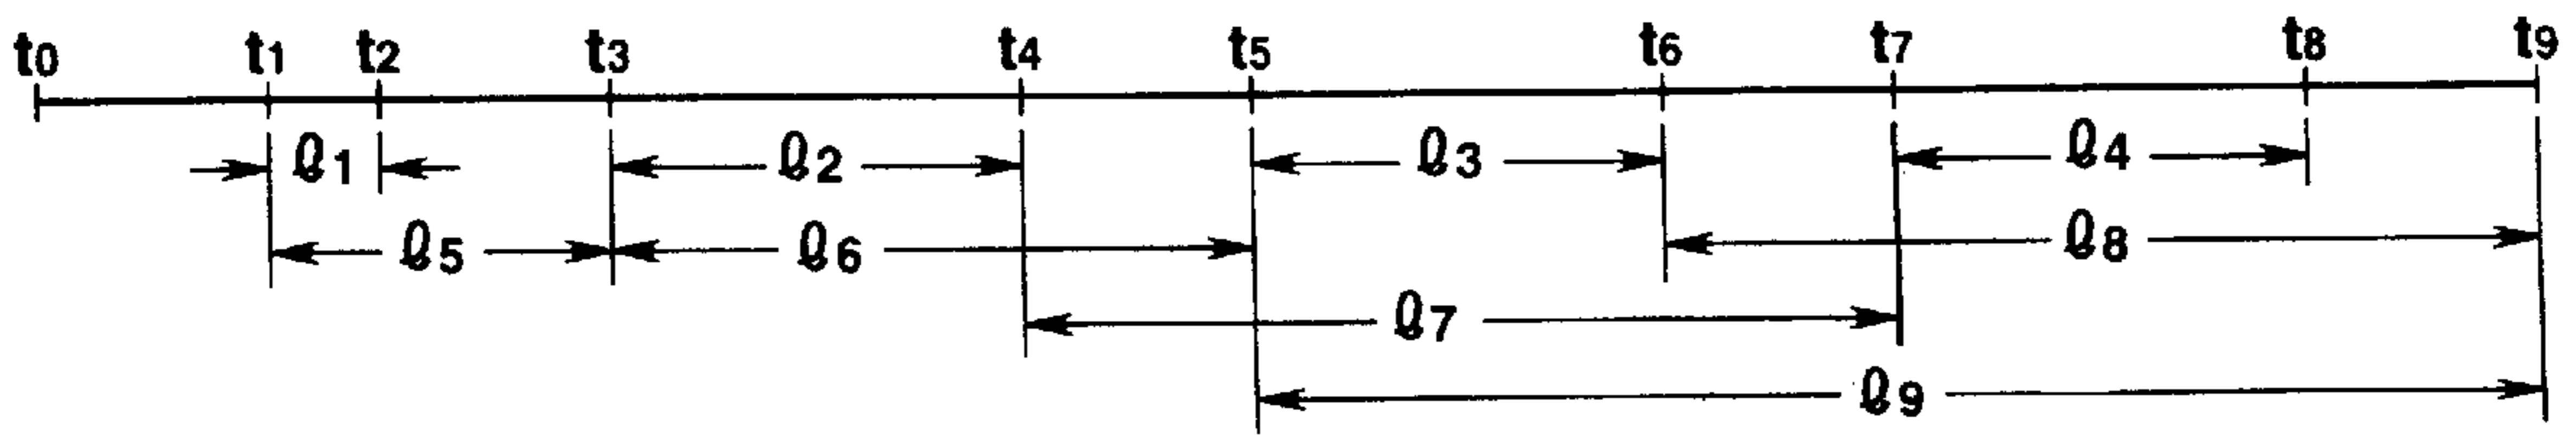 t0 t1 t2 t3 t4 t5 t6 t7 t8 t9
ℓ1 ℓ2 ℓ3 ℓ4
ℓ5 ℓ6 ℓ8
ℓ7
ℓ9